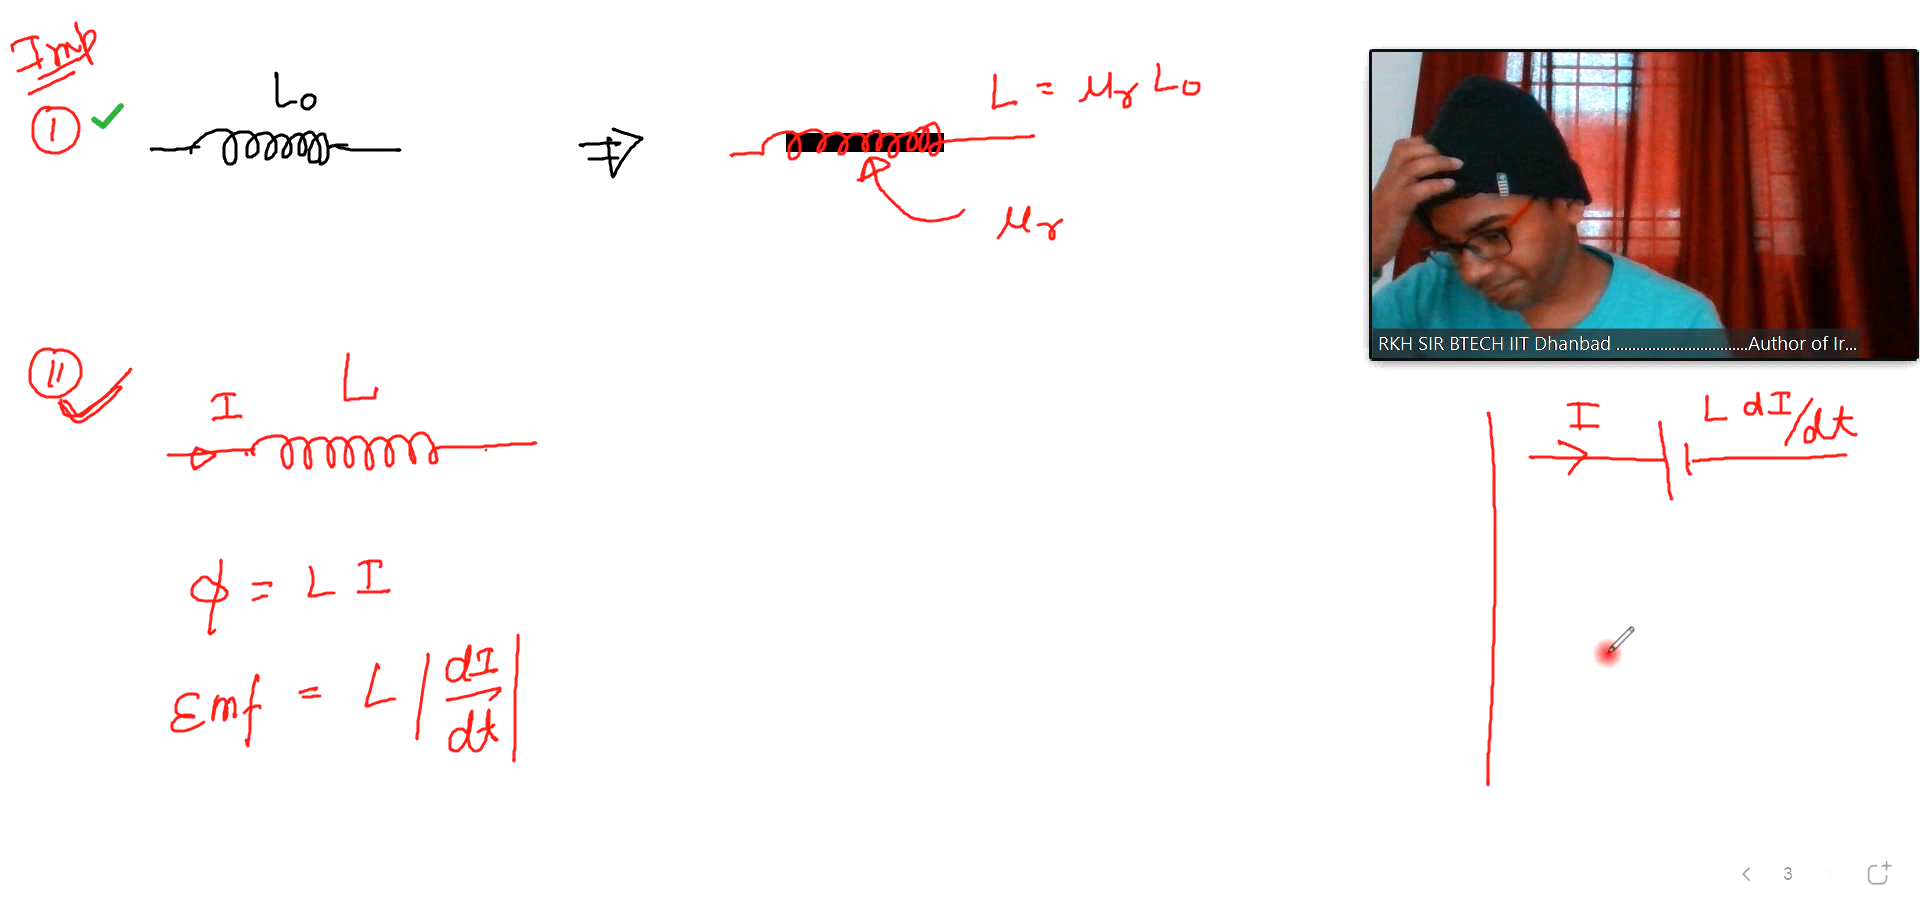 Imp
I
L₀
L = μr L₀
μr
RKH SIR BTECH IIT Dhanbad ..................................Author of Ir...
II
I
L
I
L dI/dt
φ = L I
Emf = L |dI/dt|
3